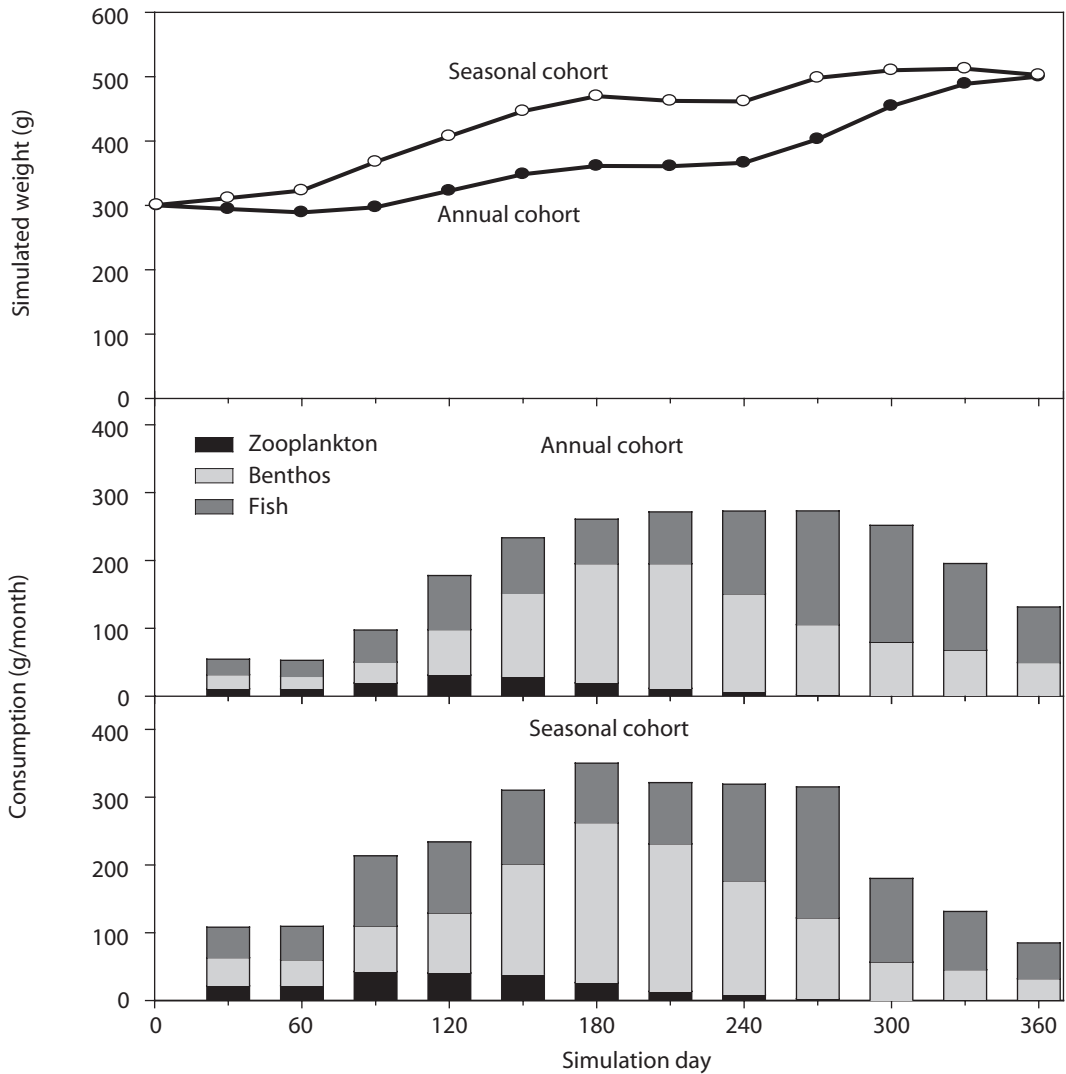 Simulated weight (g)
600
500
400
300
200
100
0
Seasonal cohort
Annual cohort
Consumption (g/month)
400
300
200
100
0
Zooplankton
Benthos
Fish
Annual cohort
400
300
200
100
0
Seasonal cohort
0 60 120 180 240 300 360
Simulation day